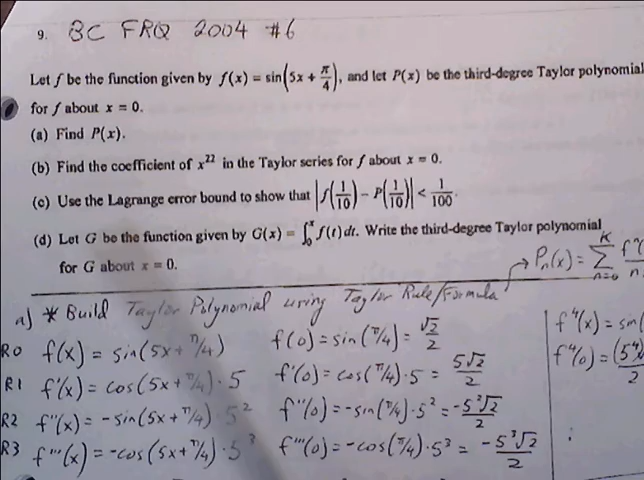 9. BC FRQ 2004 #6
Let f be the function given by f(x) = sin(5x + π/4), and let P(x) be the third-degree Taylor polynomial
for f about x = 0.
(a) Find P(x).
(b) Find the coefficient of x^22 in the Taylor series for f about x = 0.
(c) Use the Lagrange error bound to show that |f(1/10) − P(1/10)| < 1/100.
(d) Let G be the function given by G(x) = ∫₀ˣ f(t) dt. Write the third-degree Taylor polynomial
for G about x = 0.
→ Pn(x) = K Σ n=0 fⁿ( n
a) * Build Taylor Polynomial using Taylor Rule/Formula
R0 f(x) = sin(5x + π/4) f(0) = sin(π/4) = √2/2
R1 f'(x) = cos(5x + π/4)·5 f'(0) = cos(π/4)·5 = 5√2/2
R2 f''(x) = -sin(5x + π/4)·5² f''(0) = -sin(π/4)·5² = -5²√2/2
R3 f'''(x) = -cos(5x + π/4)·5³ f'''(0) = -cos(π/4)·5³ = -5³√2/2
f⁴(x) = sin(
f⁴(0) = (5⁴ 2
: